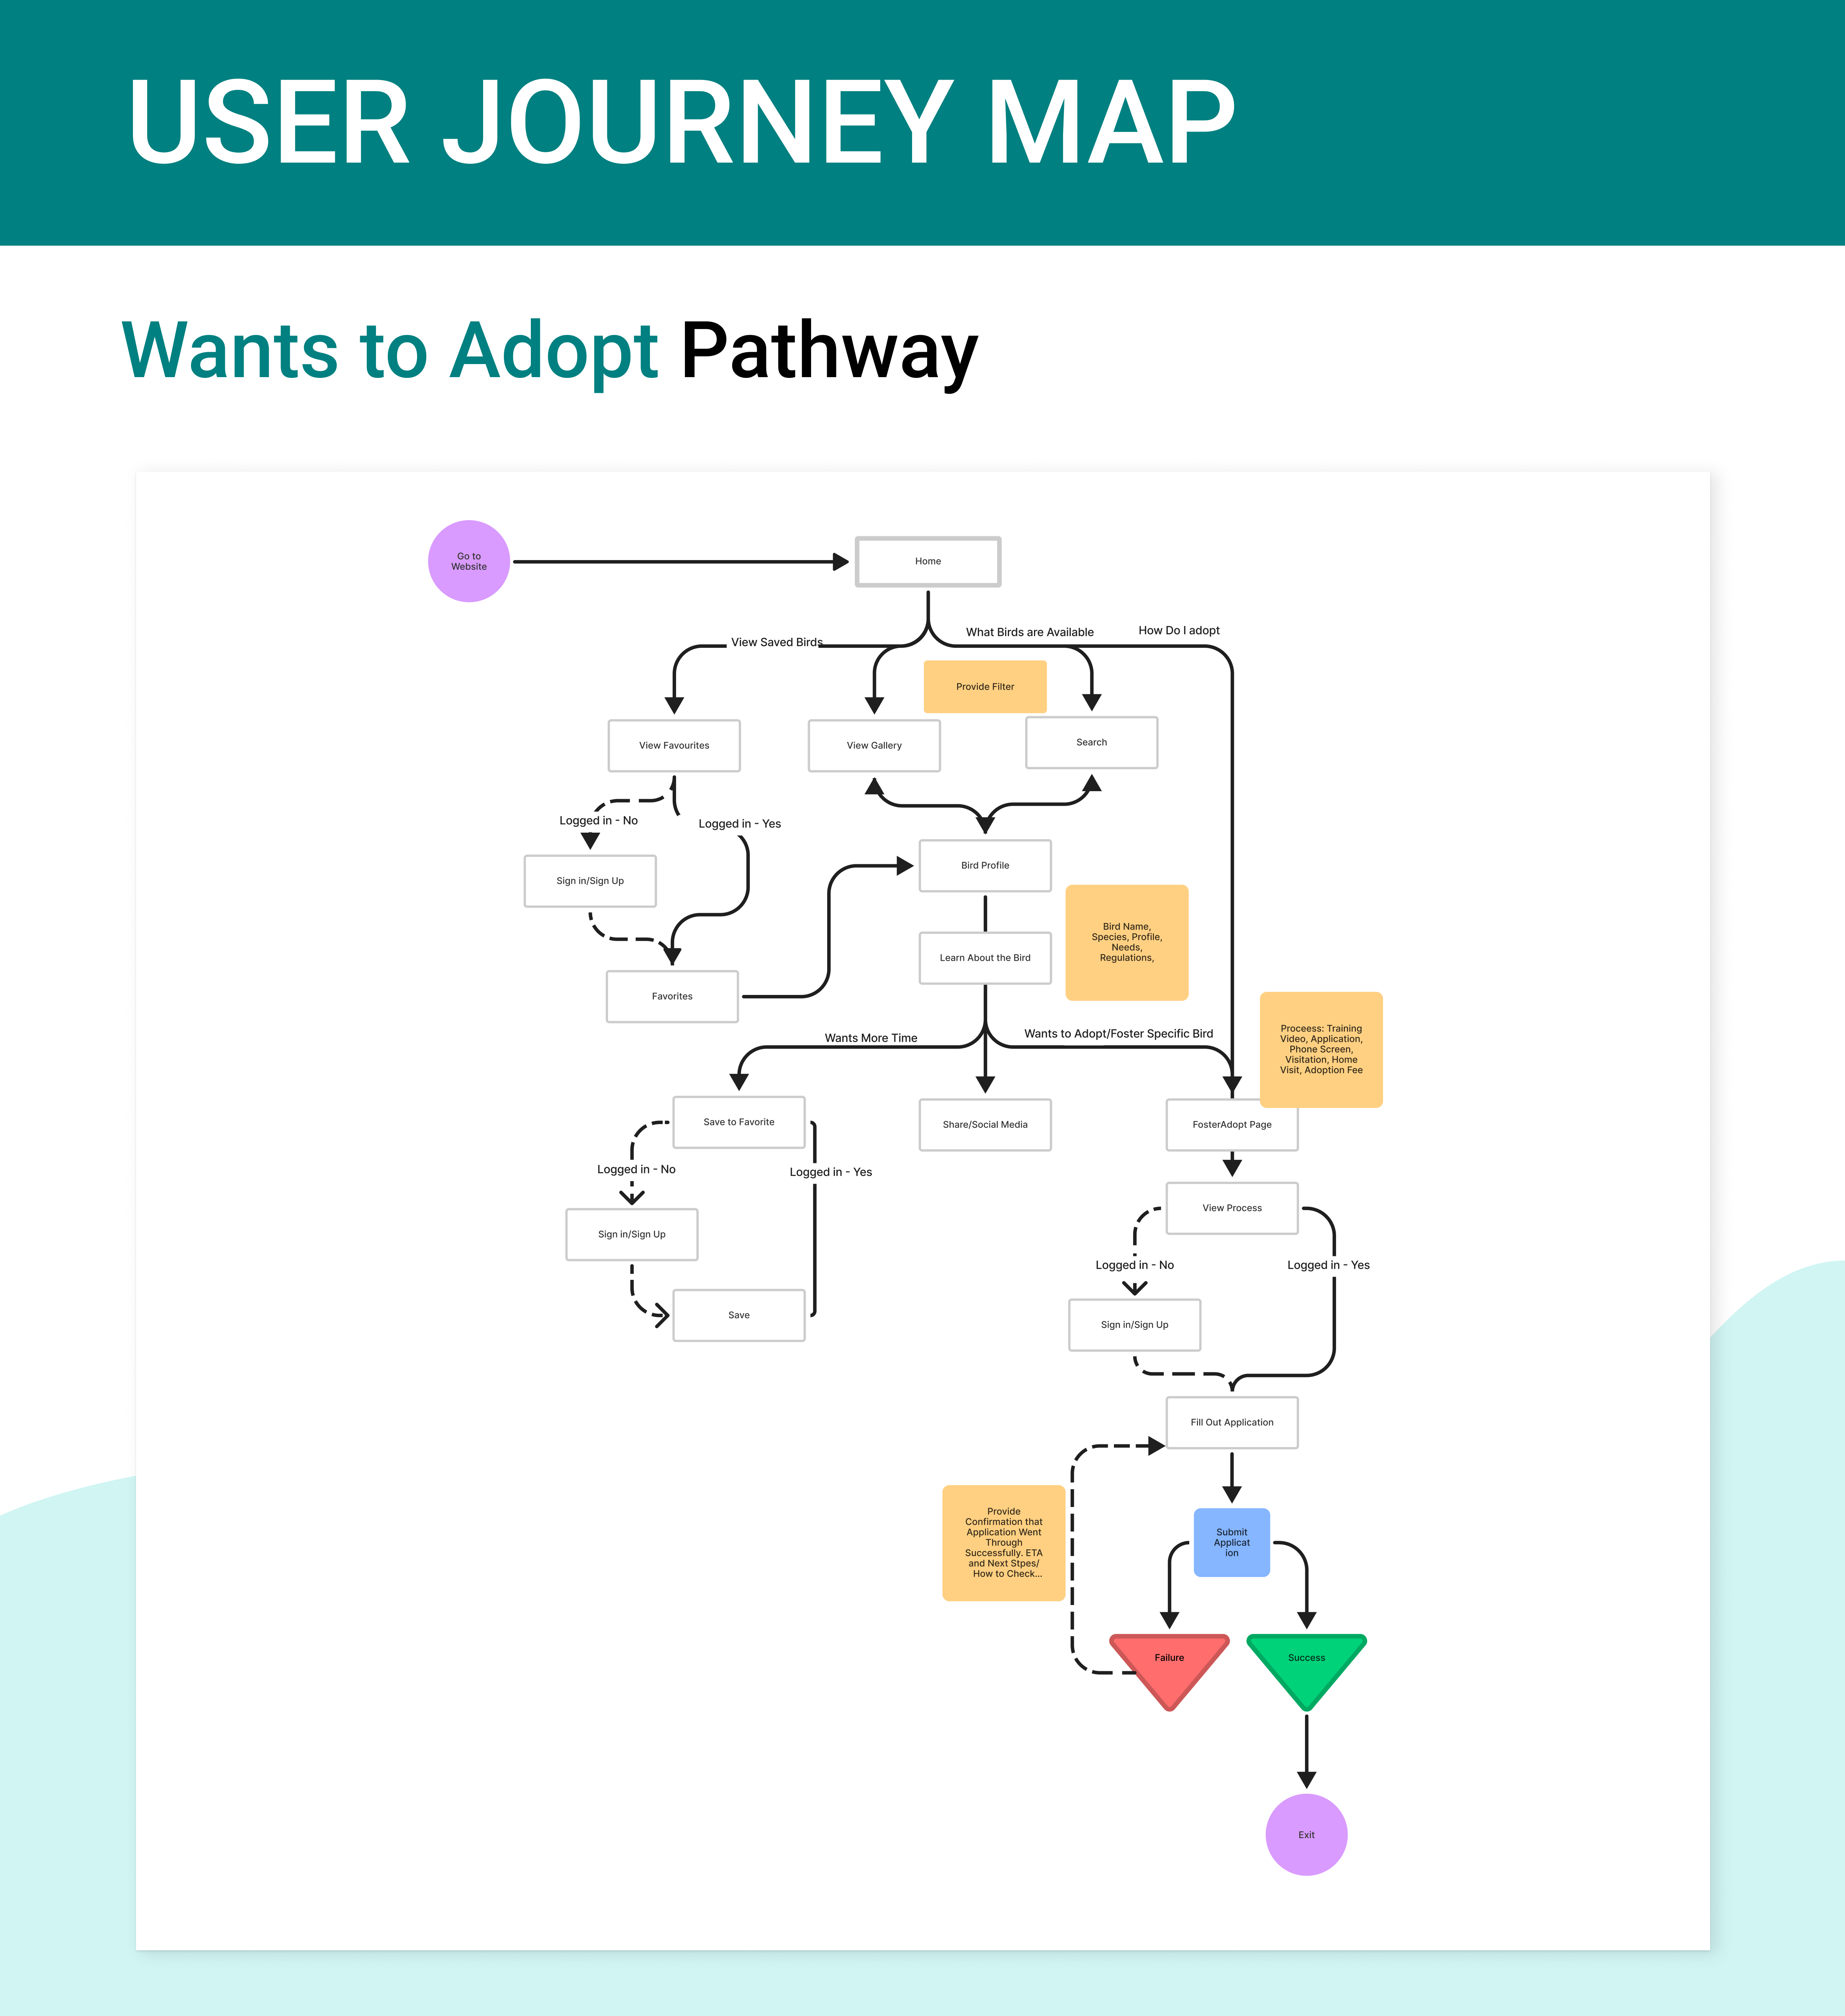 USER JOURNEY MAP
Wants to Adopt Pathway
Go to
Website
Home
View Saved Birds
What Birds are Available
How Do I adopt
Provide Filter
View Favourites
View Gallery
Search
Logged in - No
Logged in - Yes
Sign in/Sign Up
Bird Profile
Bird Name,
Species, Profile,
Needs,
Regulations,
Learn About the Bird
Favorites
Wants More Time
Wants to Adopt/Foster Specific Bird
Proceess: Training
Video, Application,
Phone Screen,
Visitation, Home
Visit, Adoption Fee
Save to Favorite
Share/Social Media
FosterAdopt Page
Logged in - No
Logged in - Yes
View Process
Sign in/Sign Up
Logged in - No
Logged in - Yes
Save
Sign in/Sign Up
Fill Out Application
Provide
Confirmation that
Application Went
Through
Successfully. ETA
and Next Stpes/
How to Check...
Submit
Applicat
ion
Failure
Success
Exit